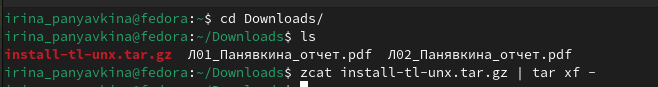 irina_panyavkina@fedora:~$ cd Downloads/
irina_panyavkina@fedora:~/Downloads$ ls
install-tl-unx.tar.gz  Л01_Панявкина_отчет.pdf  Л02_Панявкина_отчет.pdf
irina_panyavkina@fedora:~/Downloads$ zcat install-tl-unx.tar.gz | tar xf -